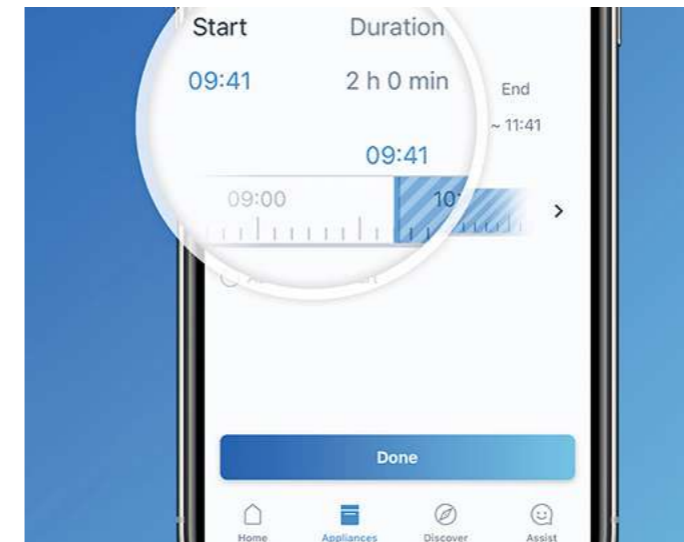 Start Duration
09:41 2 h 0 min End
~ 11:41
09:41
09:00
Done
Home Appliances Discover Assist